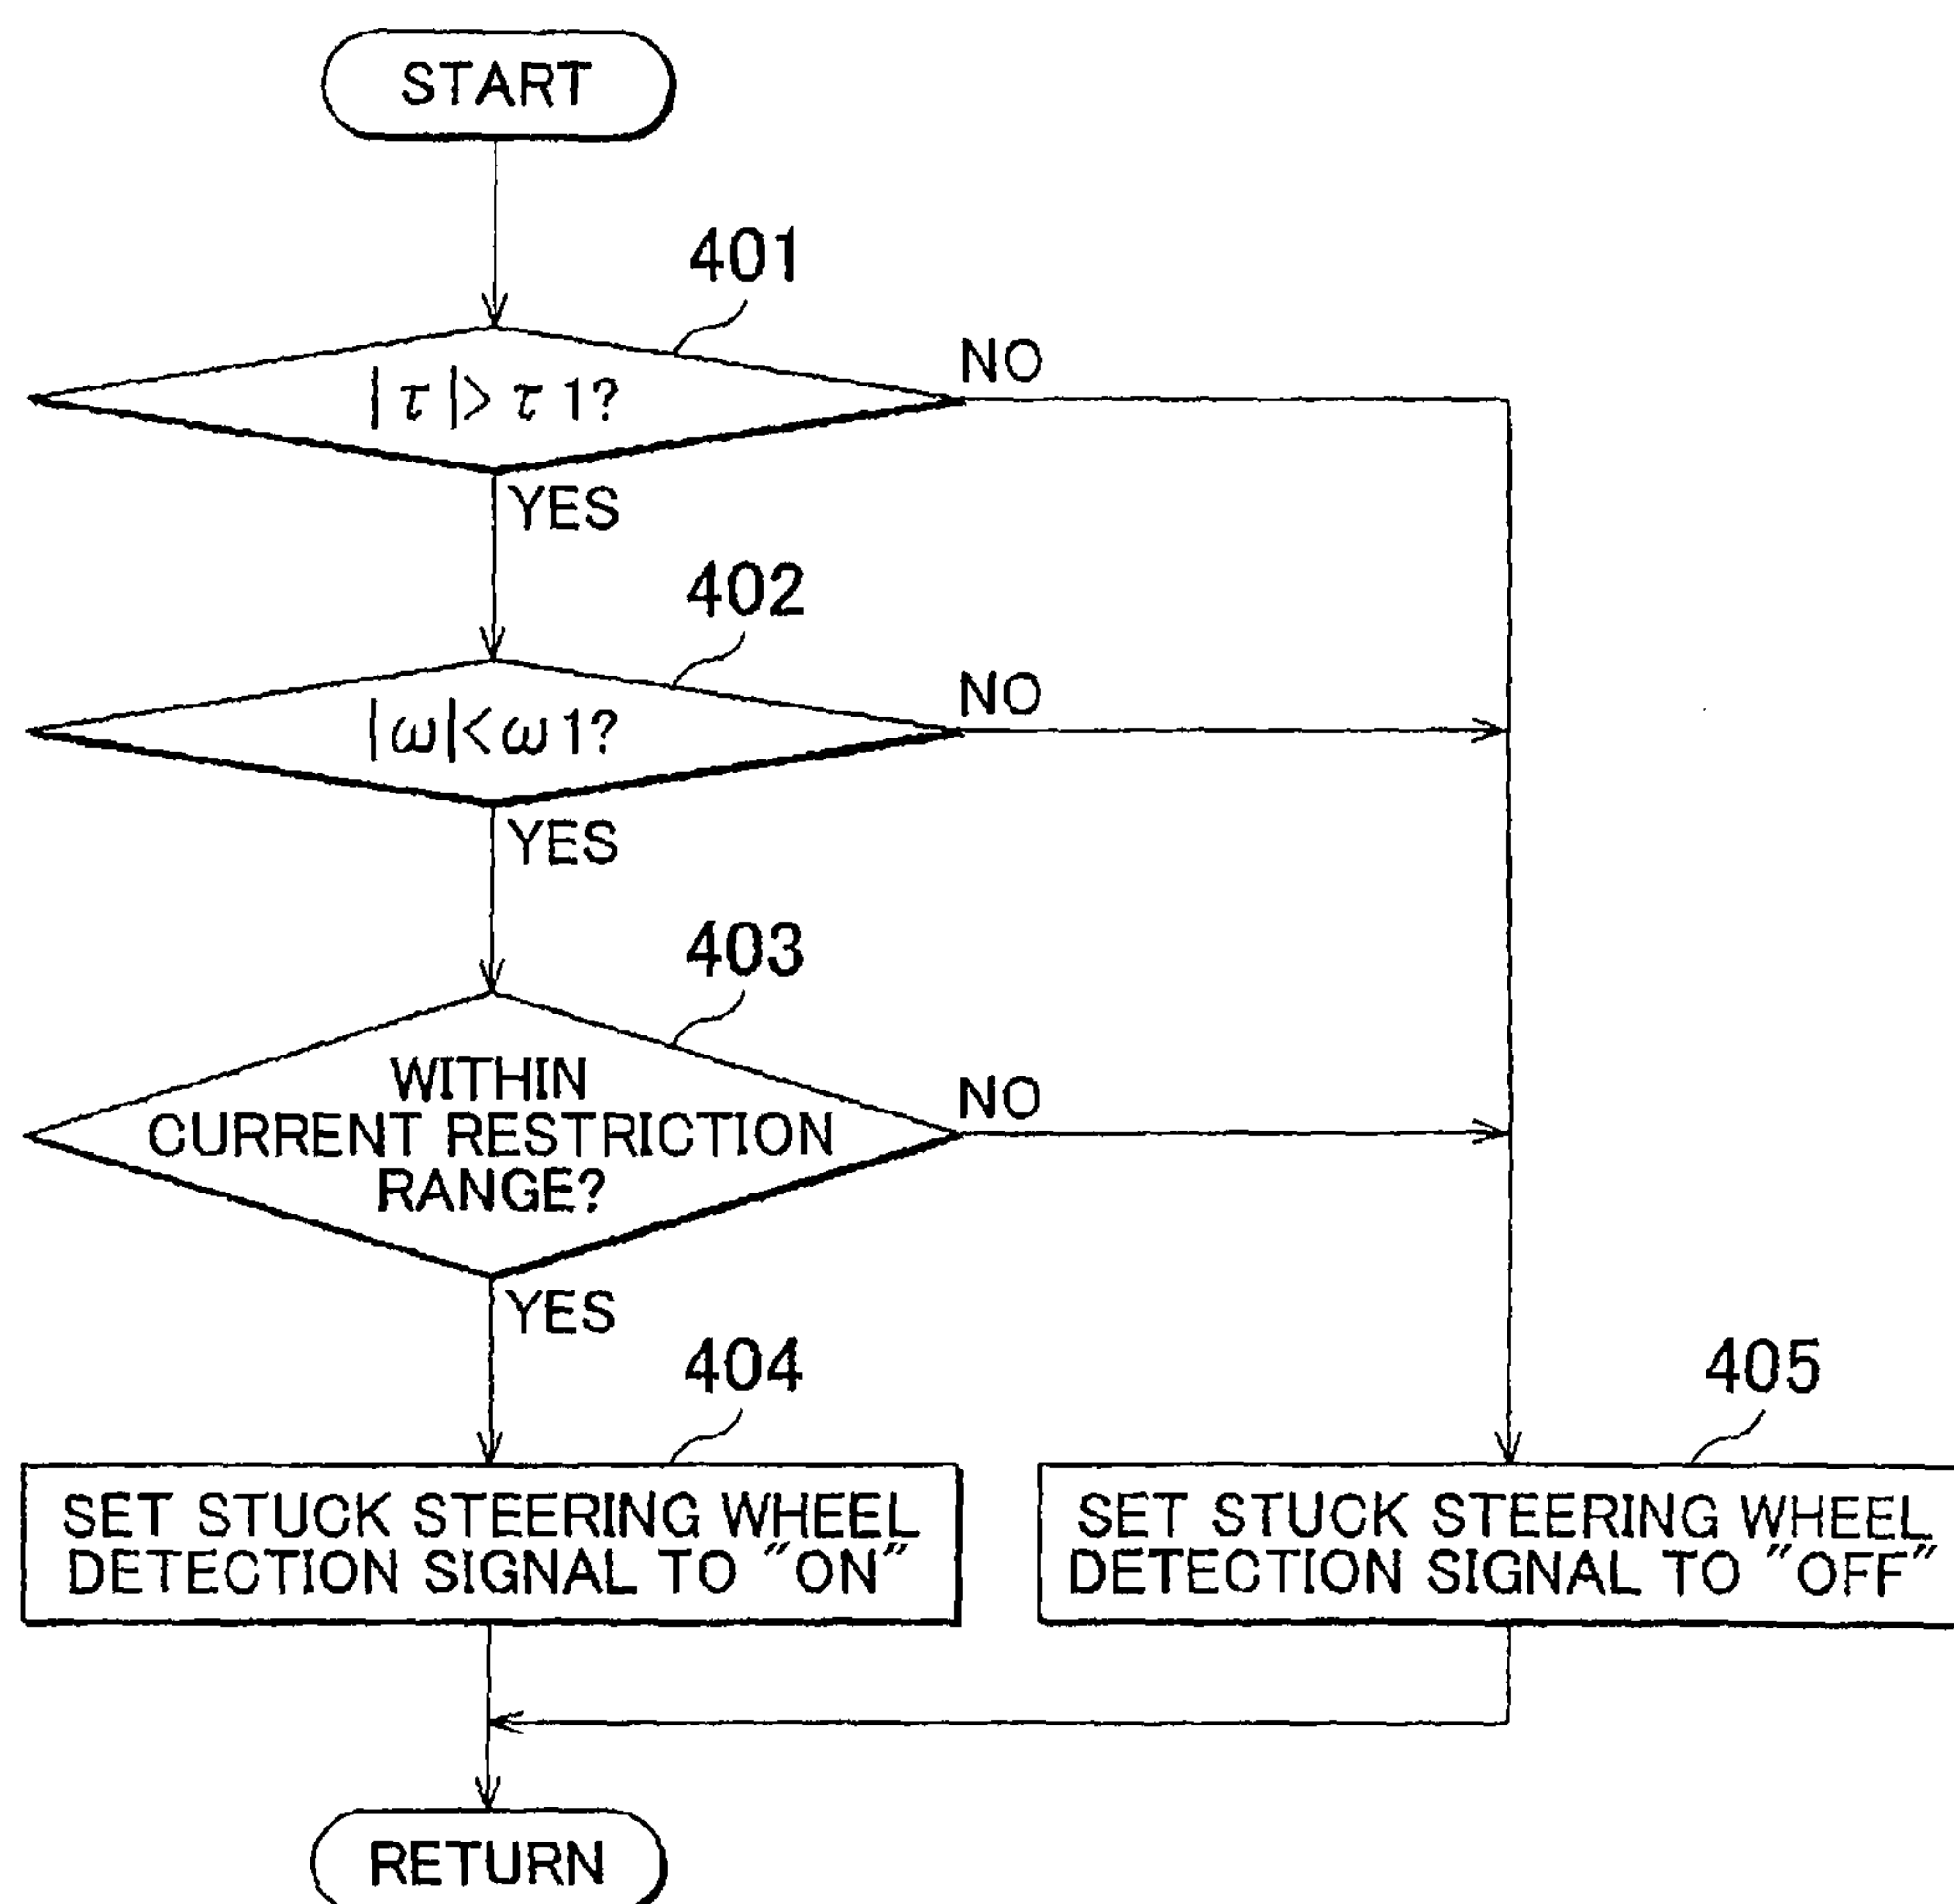 START
401
|τ|>τ1?
NO
YES
402
|ω|<ω1?
NO
YES
403
WITHIN
CURRENT RESTRICTION
RANGE?
NO
YES
404
SET STUCK STEERING WHEEL
DETECTION SIGNAL TO "ON"
405
SET STUCK STEERING WHEEL
DETECTION SIGNAL TO "OFF"
RETURN